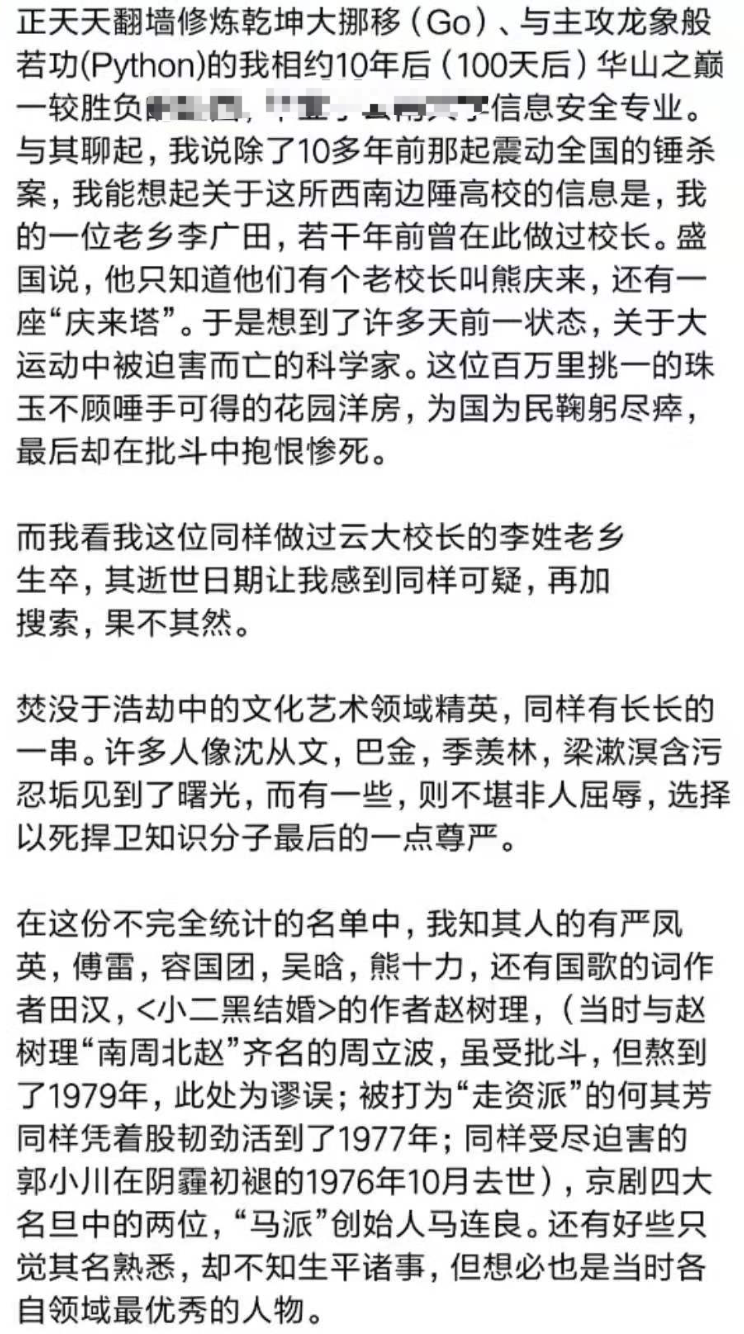 正天天翻墙修炼乾坤大挪移（Go）、与主攻龙象般
若功(Python)的我相约10年后（100天后）华山之巅
一较胜负 信息安全专业。
与其聊起，我说除了10多年前那起震动全国的锤杀
案，我能想起关于这所西南边陲高校的信息是，我
的一位老乡李广田，若干年前曾在此做过校长。盛
国说，他只知道他们有个老校长叫熊庆来，还有一
座“庆来塔”。于是想到了许多天前一状态，关于大
运动中被迫害而亡的科学家。这位百万里挑一的珠
玉不顾唾手可得的花园洋房，为国为民鞠躬尽瘁，
最后却在批斗中抱恨惨死。

而我看我这位同样做过云大校长的李姓老乡
生卒，其逝世日期让我感到同样可疑，再加
搜索，果不其然。

焚没于浩劫中的文化艺术领域精英，同样有长长的
一串。许多人像沈从文，巴金，季羡林，梁漱溟含污
忍垢见到了曙光，而有一些，则不堪非人屈辱，选择
以死捍卫知识分子最后的一点尊严。

在这份不完全统计的名单中，我知其人的有严凤
英，傅雷，容国团，吴晗，熊十力，还有国歌的词作
者田汉，<小二黑结婚>的作者赵树理，（当时与赵
树理“南周北赵”齐名的周立波，虽受批斗，但熬到
了1979年，此处为谬误；被打为“走资派”的何其芳
同样凭着股韧劲活到了1977年；同样受尽迫害的
郭小川在阴霾初褪的1976年10月去世），京剧四大
名旦中的两位，“马派”创始人马连良。还有好些只
觉其名熟悉，却不知生平诸事，但想必也是当时各
自领域最优秀的人物。